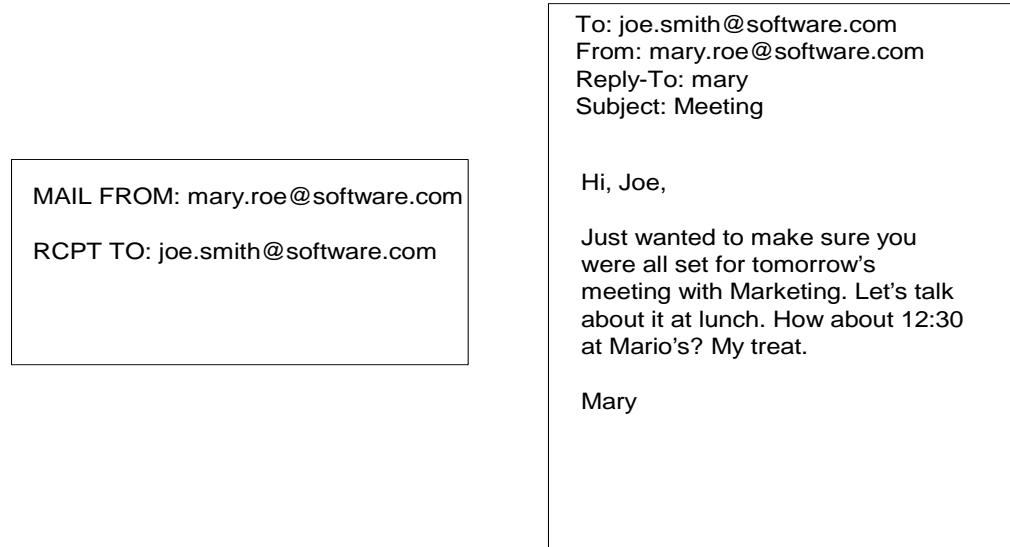 MAIL FROM: mary.roe@software.com
RCPT TO: joe.smith@software.com
To: joe.smith@software.com
From: mary.roe@software.com
Reply-To: mary
Subject: Meeting
Hi, Joe,
Just wanted to make sure you
were all set for tomorrow’s
meeting with Marketing. Let’s talk
about it at lunch. How about 12:30
at Mario’s? My treat.
Mary